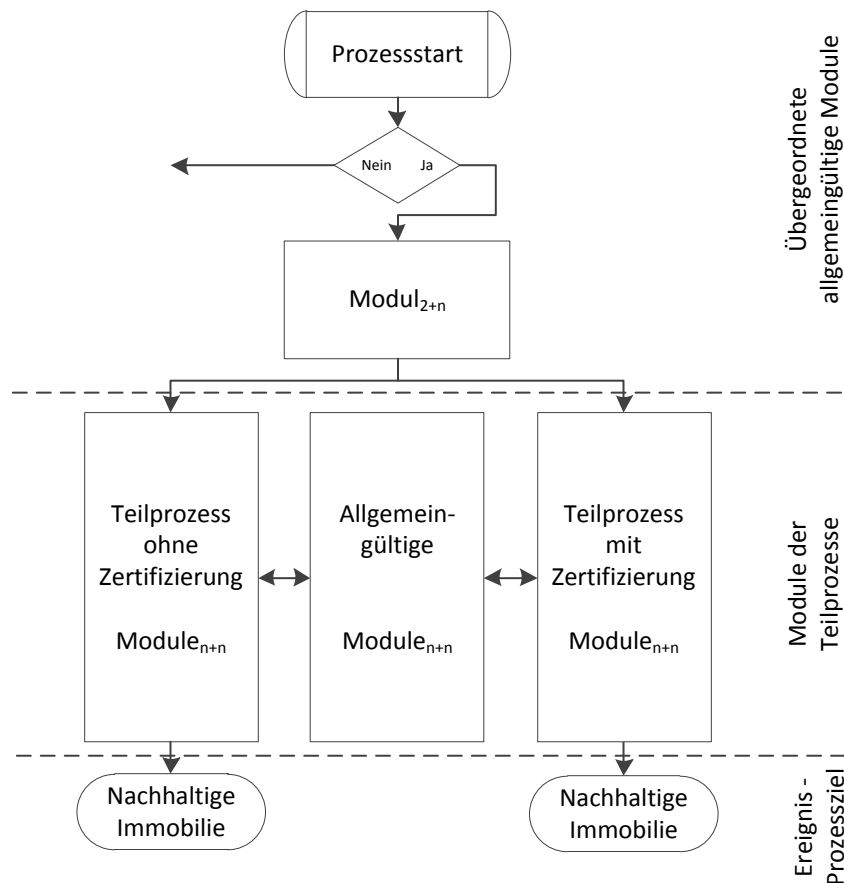 Prozessstart
Nein Ja
Modul2+n
Übergeordnete
allgemeingültige Module
Teilprozess
ohne
Zertifizierung
Module n+n
Allgemein-
gültige
Module n+n
Teilprozess
mit
Zertifizierung
Module n+n
Module der
Teilprozesse
Nachhaltige
Immobilie
Nachhaltige
Immobilie
Ereignis -
Prozessziel